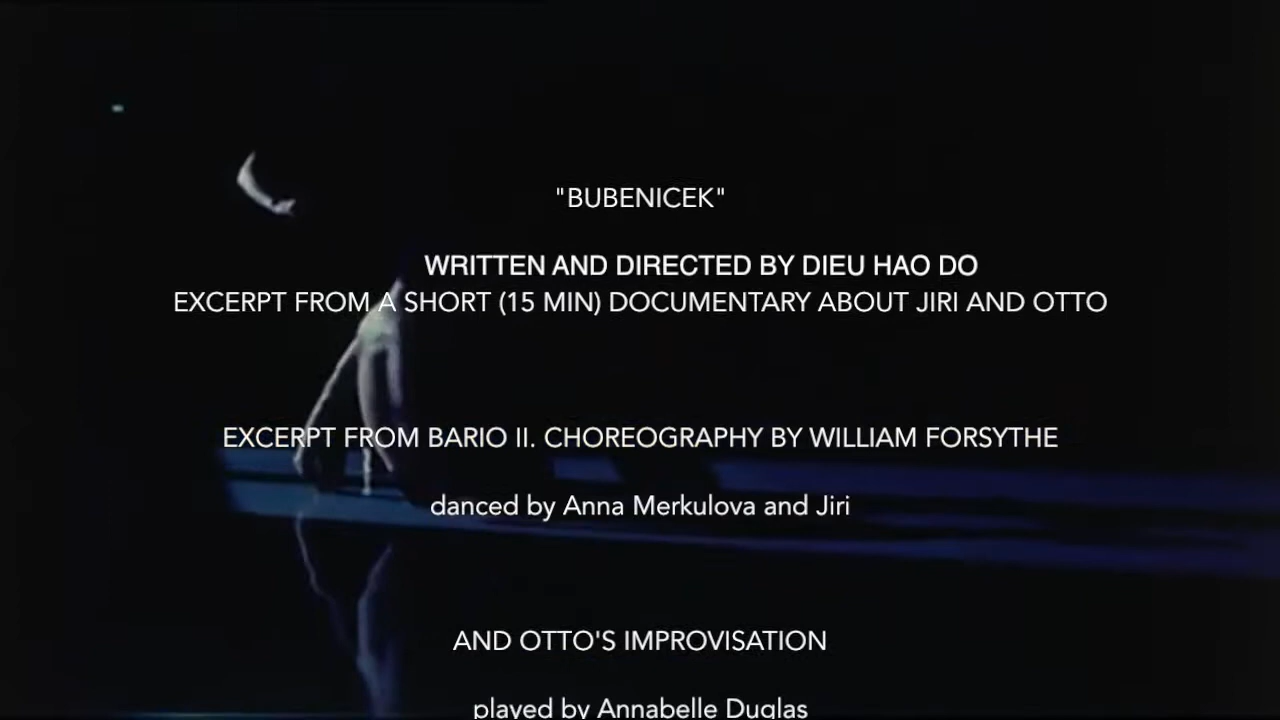 "BUBENICEK"
WRITTEN AND DIRECTED BY DIEU HAO DO
EXCERPT FROM A SHORT (15 MIN) DOCUMENTARY ABOUT JIRI AND OTTO
EXCERPT FROM BARIO II. CHOREOGRAPHY BY WILLIAM FORSYTHE
danced by Anna Merkulova and Jiri
AND OTTO'S IMPROVISATION
played by Annabelle Duglas